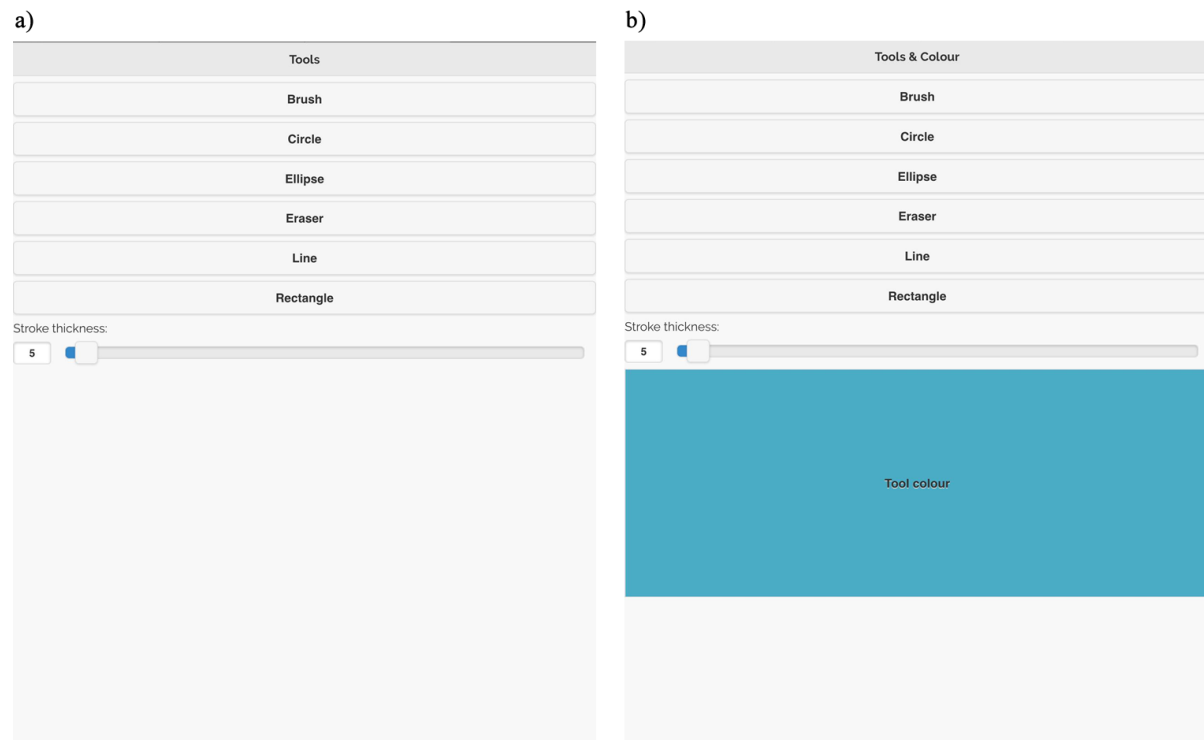 a)
Tools
Brush
Circle
Ellipse
Eraser
Line
Rectangle
Stroke thickness:
5
b)
Tools & Colour
Brush
Circle
Ellipse
Eraser
Line
Rectangle
Stroke thickness:
5
Tool colour